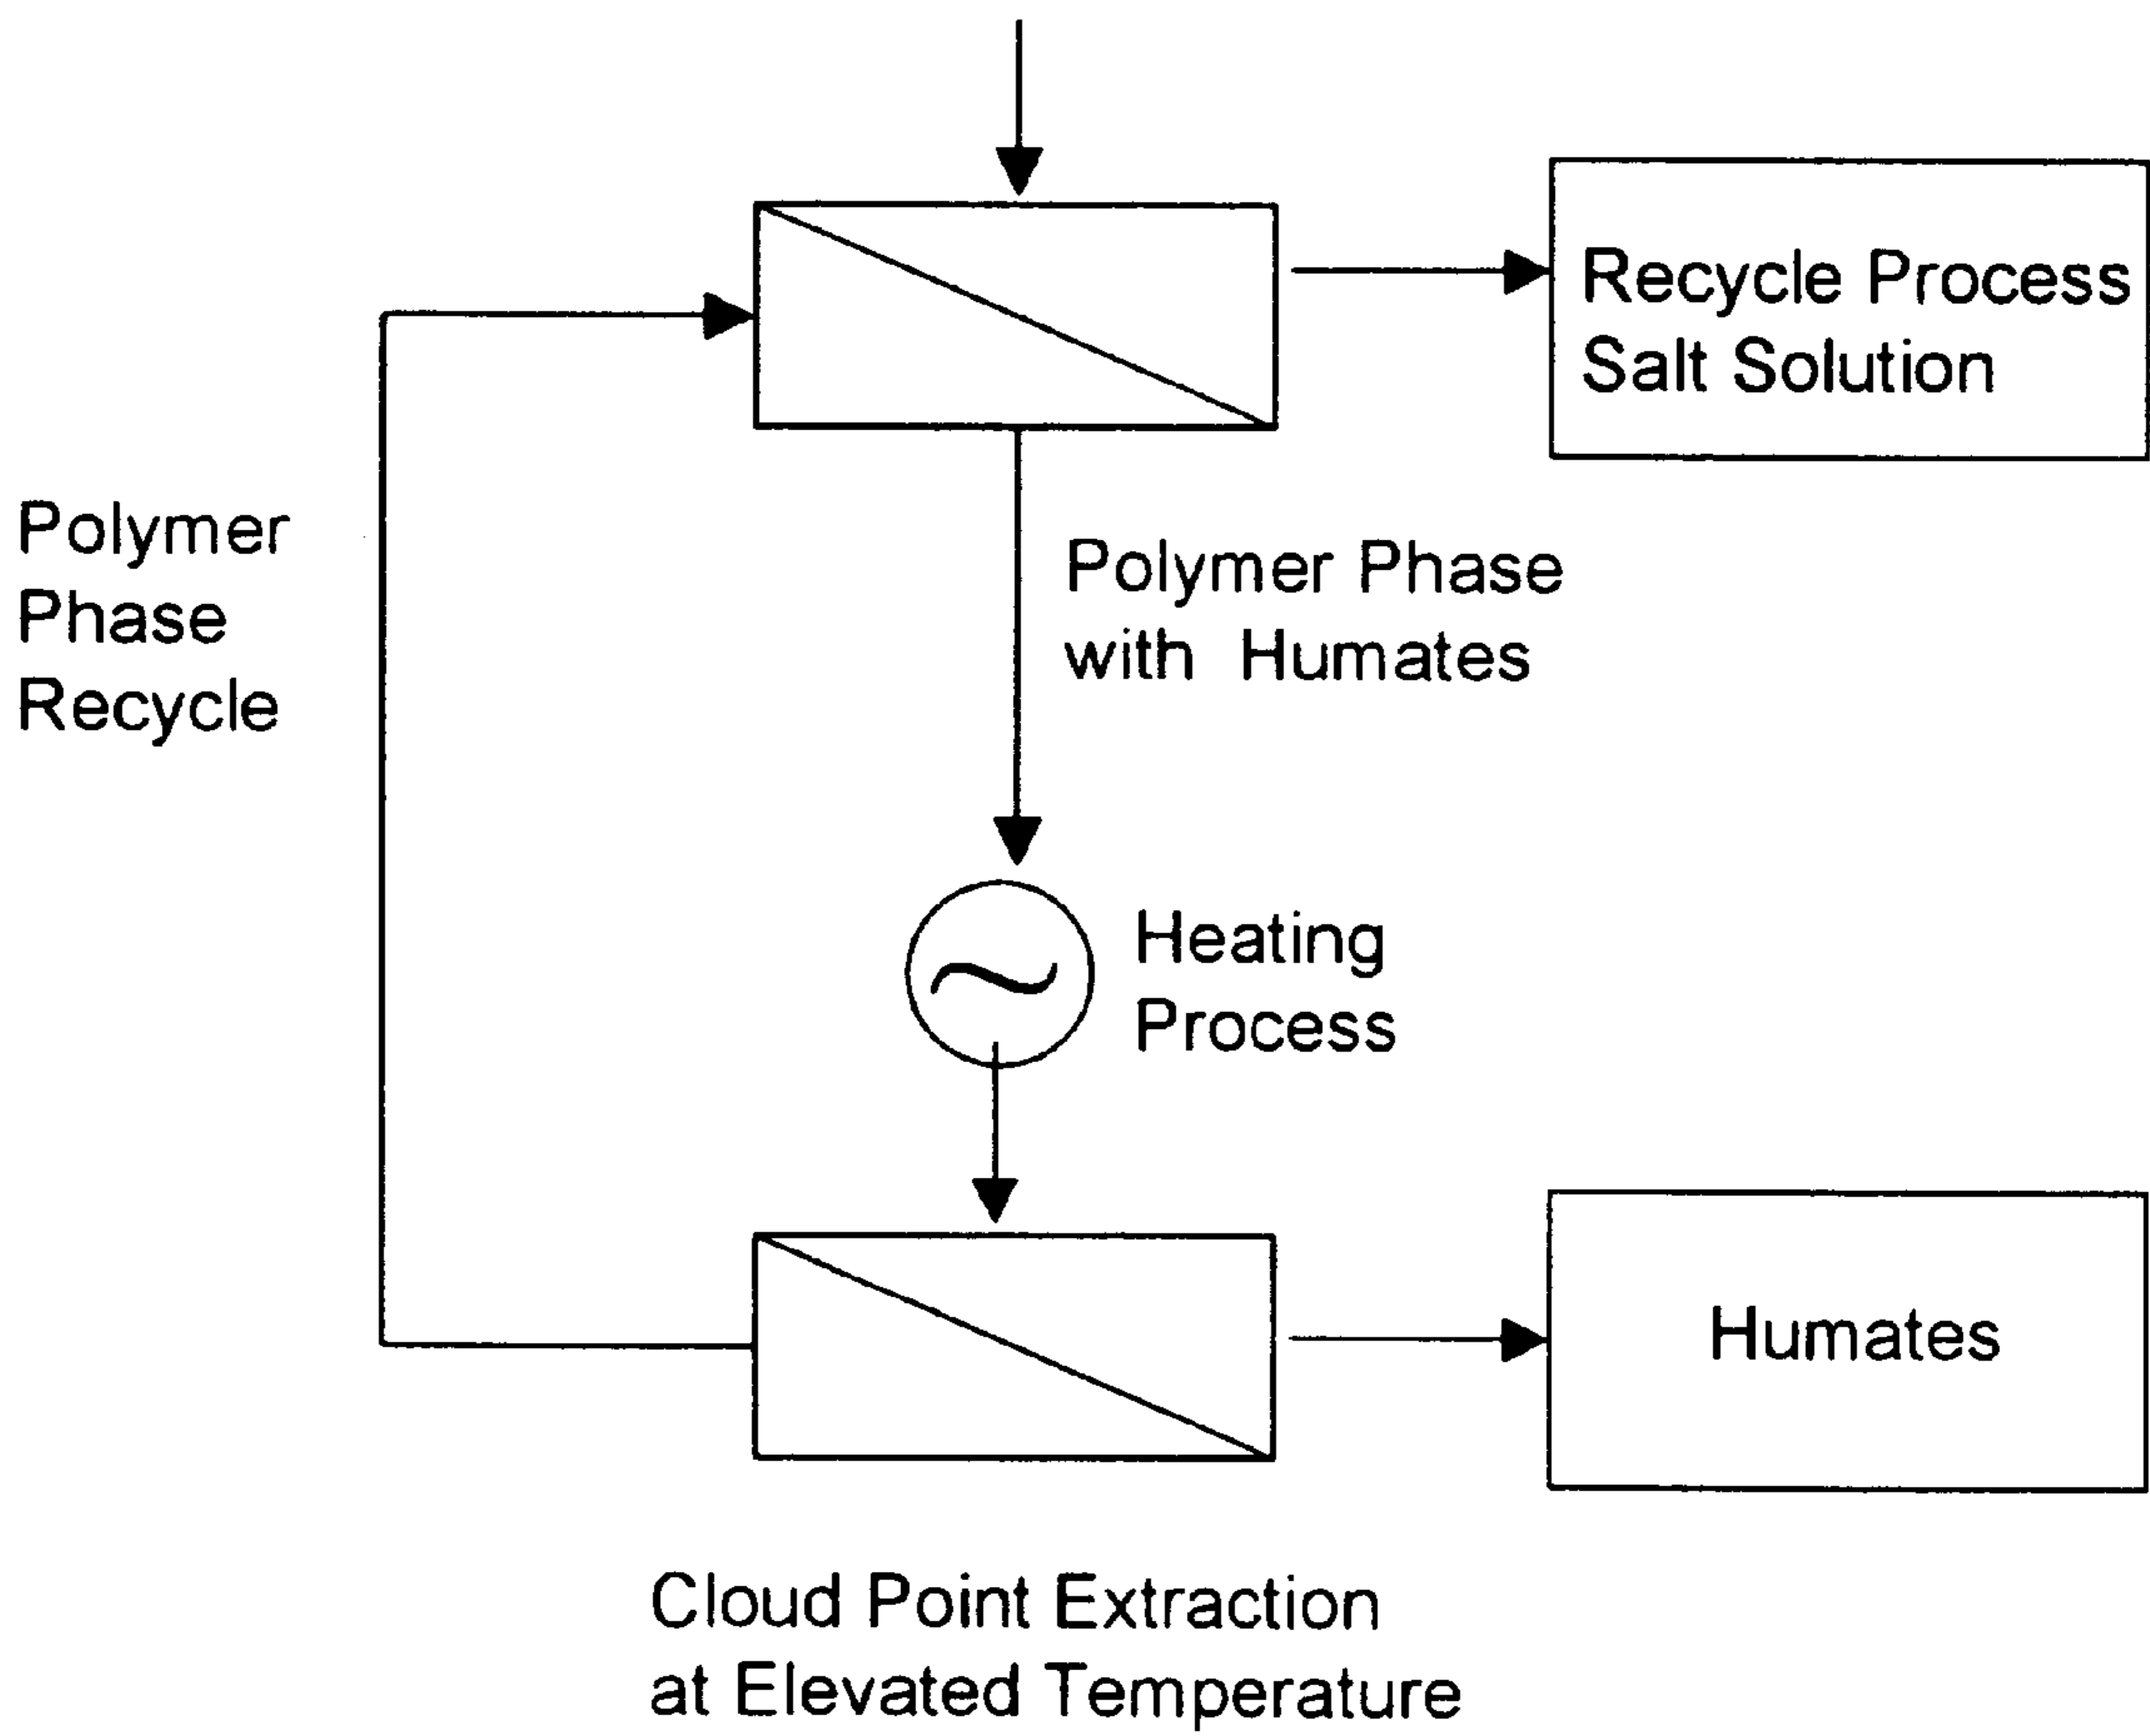 Recycle Process
Salt Solution
Polymer
Phase
Recycle
Polymer Phase
with Humates
Heating
Process
Humates
Cloud Point Extraction
at Elevated Temperature